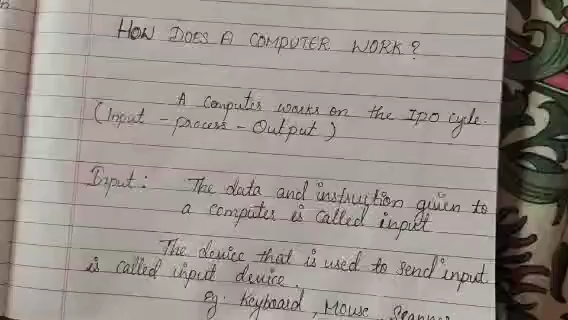 HOW DOES A COMPUTER WORK?
A computer works on the IPO cycle.
(Input - process - Output)
Input: The data and instruction given to
a computer is called input
The device that is used to send input
is called input device.
Eg: Keyboard, Mouse, Scanner